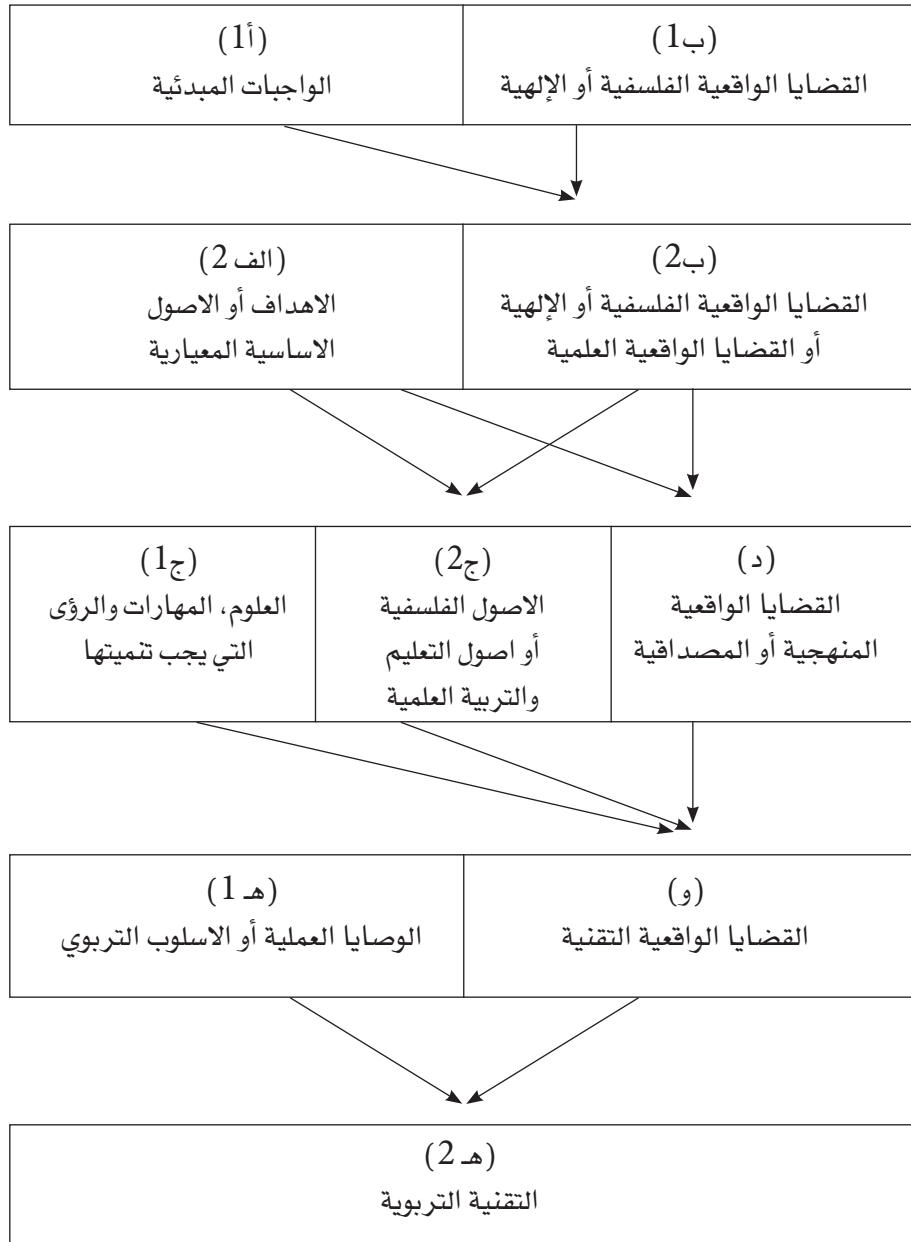 (ب1)
القضايا الواقعية الفلسفية أو الإلهية
(أ1)
الواجبات المبدئية
(ب2)
القضايا الواقعية الفلسفية أو الإلهية
أو القضايا الواقعية العلمية
(الف 2)
الاهداف أو الاصول
الاساسية المعيارية
(د)
القضايا الواقعية
المنهجية أو المصداقية
(ج2)
الاصول الفلسفية
أو اصول التعليم
والتربية العلمية
(ج1)
العلوم، المهارات والرؤى
التي يجب تنميتها
(و)
القضايا الواقعية التقنية
(هـ 1)
الوصايا العملية أو الاسلوب التربوي
(هـ 2)
التقنية التربوية